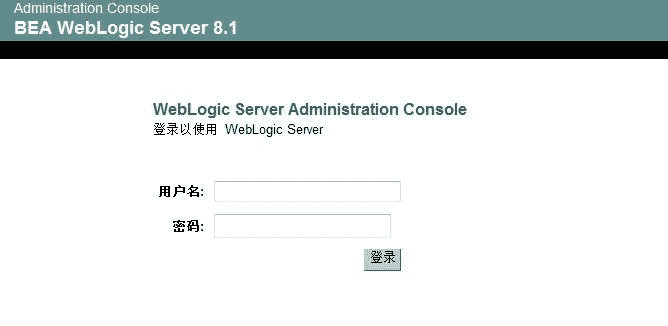 Administration Console
BEA WebLogic Server 8.1
WebLogic Server Administration Console
登录以使用 WebLogic Server
用户名:
密码:
登录